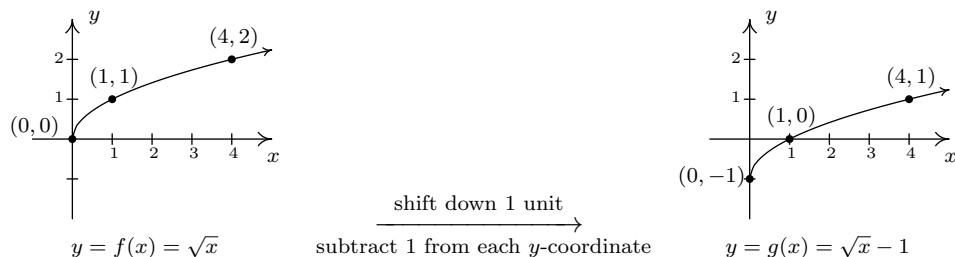 y
(4, 2)
2
(1, 1)
1
(0, 0)
1 2 3 4 x
y = f(x) = √x
shift down 1 unit
subtract 1 from each y-coordinate
y
2
(4, 1)
1
(1, 0)
1 2 3 4 x
(0, −1)
y = g(x) = √x − 1